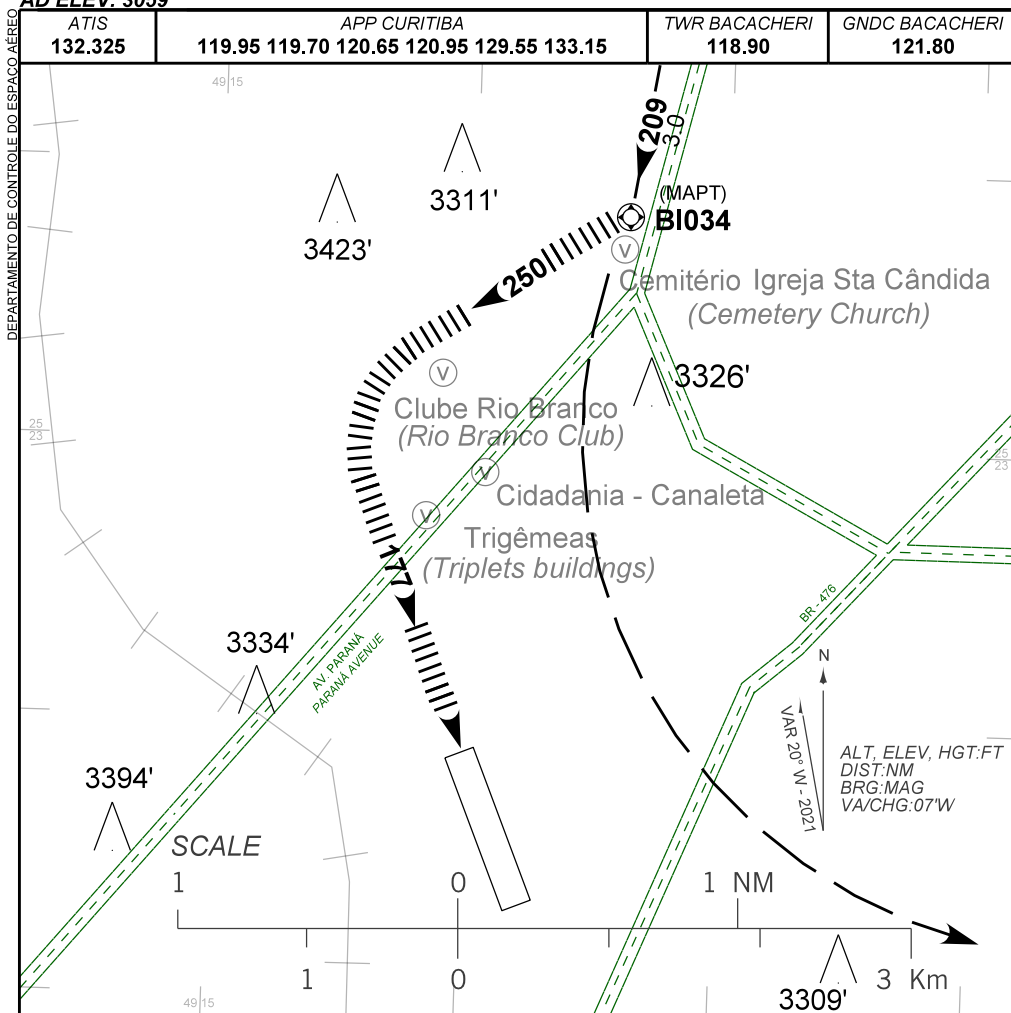 AD ELEV: 3059
DEPARTAMENTO DE CONTROLE DO ESPAÇO AÉREO
ATIS
132.325
APP CURITIBA
119.95 119.70 120.65 120.95 129.55 133.15
TWR BACACHERI
118.90
GNDC BACACHERI
121.80
49 15
209
3.0
3311'
3423'
(MAPT)
BI034
250
Cemitério Igreja Sta Cândida
(Cemetery Church)
V
3326'
V
Clube Rio Branco
(Rio Branco Club)
25
23
25
23
V
Cidadania - Canaleta
V
Trigêmeas
(Triplets buildings)
177
BR - 476
3334'
AV. PARANÁ
PARANÁ AVENUE
N
VAR 20° W - 2021
ALT, ELEV, HGT:FT
DIST:NM
BRG:MAG
VA/CHG:07'W
3394'
SCALE
1 0 1 NM
1 0 3 Km
3309'
49 15